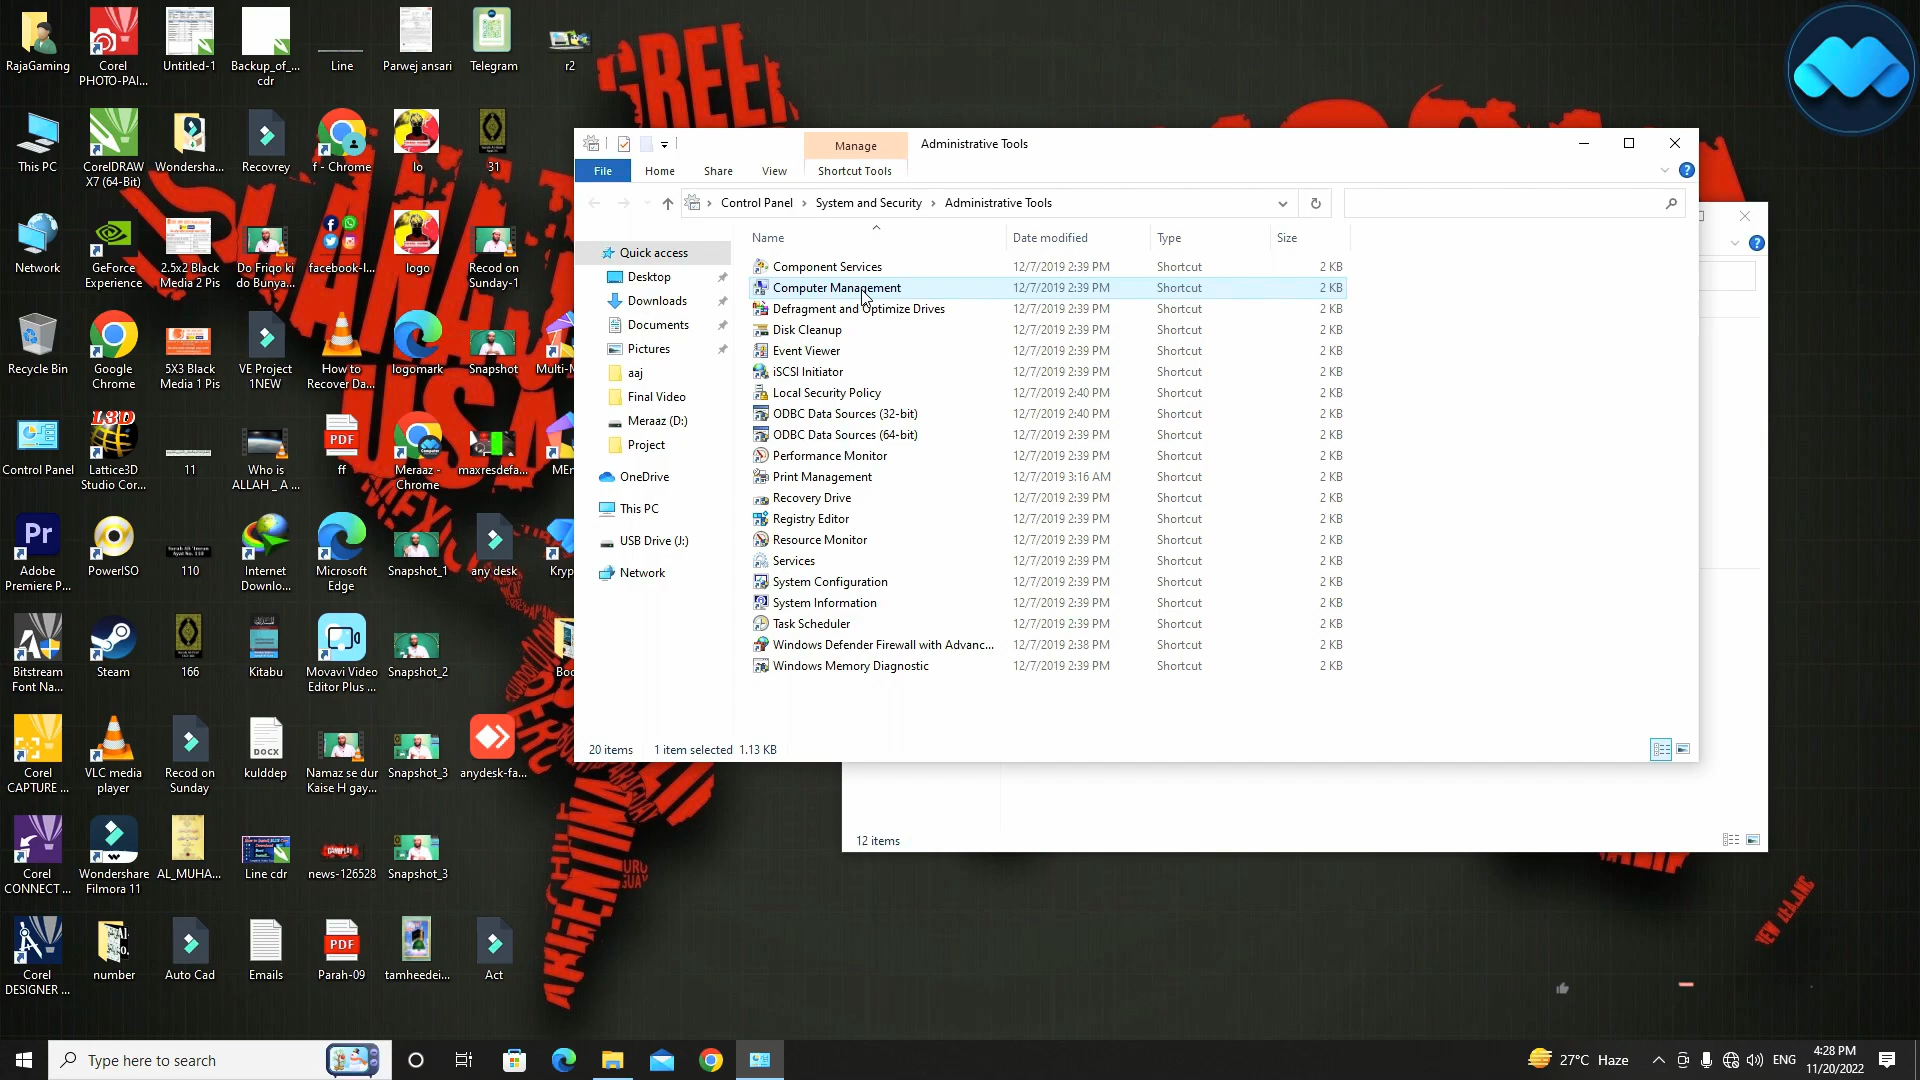 RajaGaming
Corel
PHOTO-PAI...
Untitled-1
Backup_of_...
cdr
Line
Parwej ansari
Telegram
r2
This PC
CorelDRAW
X7 (64-Bit)
Wondersha...
Recovrey
f - Chrome
lo
31
Network
GeForce
Experience
2.5x2 Black
Media 2 Pis
Do Friqo ki
do Bunya...
facebook-l...
logo
Recod on
Sunday-1
Recycle Bin
Google
Chrome
5X3 Black
Media 1 Pis
VE Project
1NEW
How to
Recover Da...
logomark
Snapshot
Multi-M
Control Panel
L3D
Lattice3D
Studio Cor...
11
Who is
ALLAH _ A ...
PDF
ff
Meraaz -
Chrome
maxresdefa...
MEn
Pr
Adobe
Premiere P...
PowerISO
110
Internet
Downlo...
Microsoft
Edge
Snapshot_1
any desk
Kryp
Bitstream
Font Na...
Steam
166
Kitabu
Movavi Video
Editor Plus ...
Snapshot_2
Boo
Corel
CAPTURE ...
VLC media
player
Recod on
Sunday
DOCX
kulddep
Namaz se dur
Kaise H gay...
Snapshot_3
anydesk-fa...
Corel
CONNECT ...
Wondershare
Filmora 11
AL_MUHA...
Line cdr
news-126528
Snapshot_3
Corel
DESIGNER ...
number
Auto Cad
Emails
PDF
Parah-09
tamheedei...
Act
GREE
USA
MEXICO
ARGENTINA
NEW ZEALAND
Manage
Administrative Tools
File
Home
Share
View
Shortcut Tools
Control Panel
System and Security
Administrative Tools
Name
Date modified
Type
Size
Quick access
Desktop
Downloads
Documents
Pictures
aaj
Final Video
Meraaz (D:)
Project
OneDrive
This PC
USB Drive (J:)
Network
Component Services 12/7/2019 2:39 PM Shortcut 2 KB
Computer Management 12/7/2019 2:39 PM Shortcut 2 KB
Defragment and Optimize Drives 12/7/2019 2:39 PM Shortcut 2 KB
Disk Cleanup 12/7/2019 2:39 PM Shortcut 2 KB
Event Viewer 12/7/2019 2:39 PM Shortcut 2 KB
iSCSI Initiator 12/7/2019 2:39 PM Shortcut 2 KB
Local Security Policy 12/7/2019 2:40 PM Shortcut 2 KB
ODBC Data Sources (32-bit) 12/7/2019 2:40 PM Shortcut 2 KB
ODBC Data Sources (64-bit) 12/7/2019 2:39 PM Shortcut 2 KB
Performance Monitor 12/7/2019 2:39 PM Shortcut 2 KB
Print Management 12/7/2019 3:16 AM Shortcut 2 KB
Recovery Drive 12/7/2019 2:39 PM Shortcut 2 KB
Registry Editor 12/7/2019 2:39 PM Shortcut 2 KB
Resource Monitor 12/7/2019 2:39 PM Shortcut 2 KB
Services 12/7/2019 2:39 PM Shortcut 2 KB
System Configuration 12/7/2019 2:39 PM Shortcut 2 KB
System Information 12/7/2019 2:39 PM Shortcut 2 KB
Task Scheduler 12/7/2019 2:39 PM Shortcut 2 KB
Windows Defender Firewall with Advanc... 12/7/2019 2:38 PM Shortcut 2 KB
Windows Memory Diagnostic 12/7/2019 2:39 PM Shortcut 2 KB
20 items
1 item selected 1.13 KB
12 items
Type here to search
27°C Haze
ENG
4:28 PM
11/20/2022